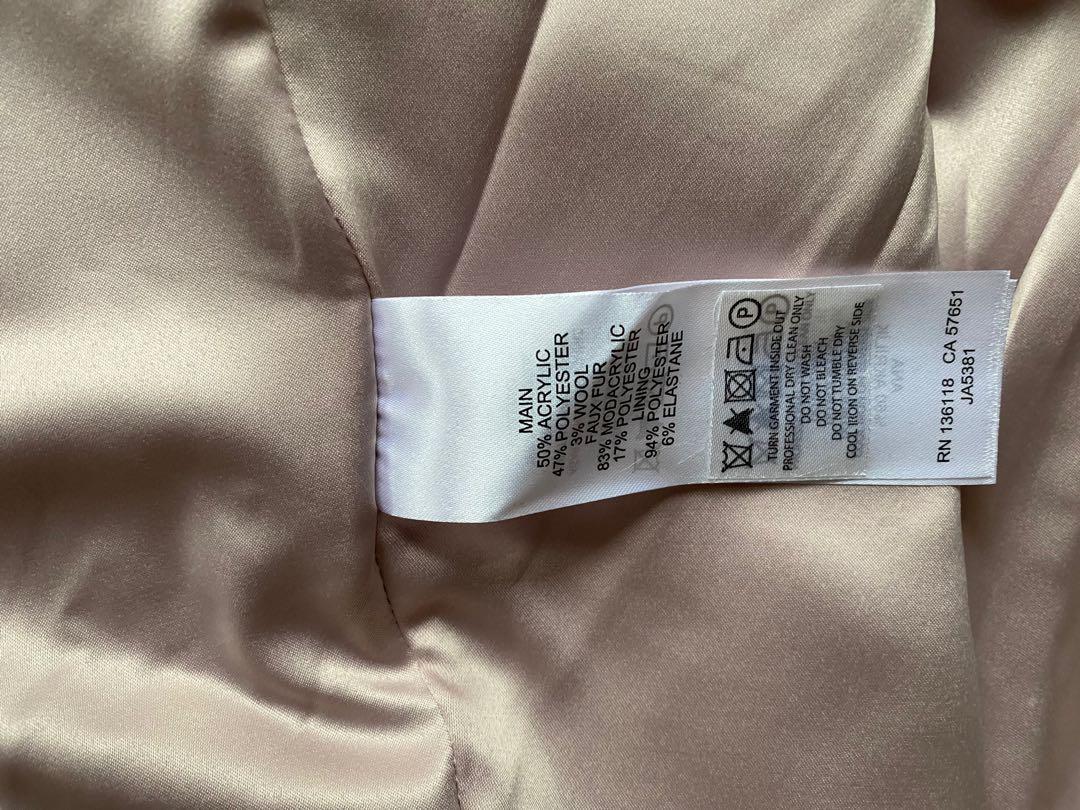 MAIN
50% ACRYLIC
47% POLYESTER
3% WOOL
FAUX FUR
83% MODACRYLIC
17% POLYESTER
LINING
94% POLYESTER
6% ELASTANE
P
TURN GARMENT INSIDE OUT
PROFESSIONAL DRY CLEAN ONLY
DO NOT WASH
DO NOT BLEACH
DO NOT TUMBLE DRY
COOL IRON ON REVERSE SIDE
RN 136118 CA 57651
JA5381